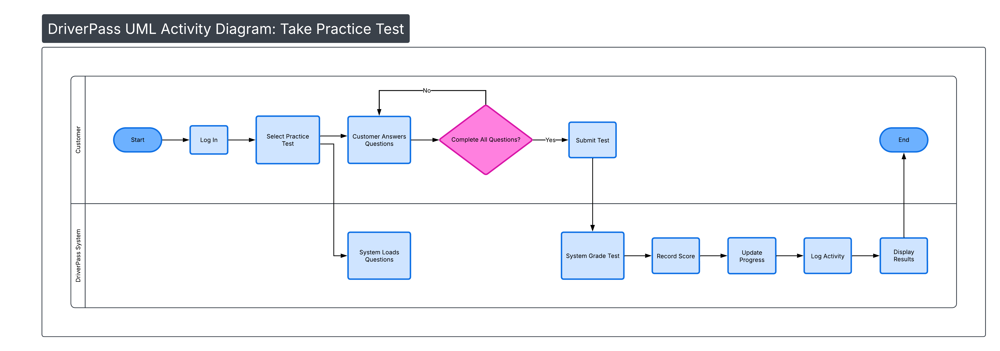 DriverPass UML Activity Diagram: Take Practice Test
Customer
No
Start
Log In
Select Practice
Test
Customer Answers
Questions
Complete All Questions?
Yes
Submit Test
End
DriverPass System
System Loads
Questions
System Grade Test
Record Score
Update
Progress
Log Activity
Display
Results